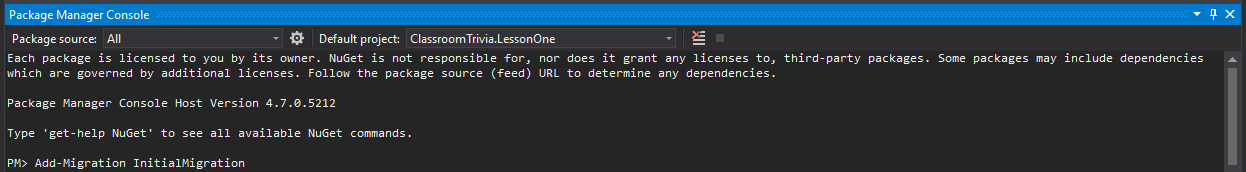 Package Manager Console
Package source: All Default project: ClassroomTrivia.LessonOne
Each package is licensed to you by its owner. NuGet is not responsible for, nor does it grant any licenses to, third-party packages. Some packages may include dependencies
which are governed by additional licenses. Follow the package source (feed) URL to determine any dependencies.
Package Manager Console Host Version 4.7.0.5212
Type 'get-help NuGet' to see all available NuGet commands.
PM> Add-Migration InitialMigration